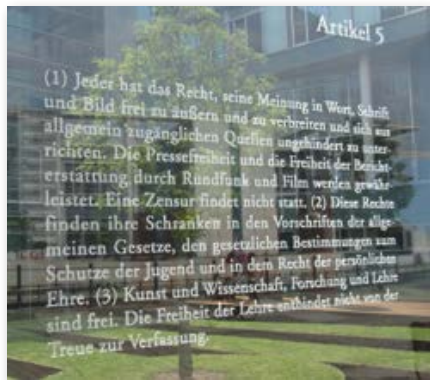 Artikel 5
(1) Jeder hat das Recht, seine Meinung in Wort, Schrift
und Bild frei zu äußern und zu verbreiten und sich aus
allgemein zugänglichen Quellen ungehindert zu unter-
richten. Die Pressefreiheit und die Freiheit der Bericht-
erstattung durch Rundfunk und Film werden gewähr-
leistet. Eine Zensur findet nicht statt. (2) Diese Rechte
finden ihre Schranken in den Vorschriften der allge-
meinen Gesetze, den gesetzlichen Bestimmungen zum
Schutze der Jugend und in dem Recht der persönlichen
Ehre. (3) Kunst und Wissenschaft, Forschung und Lehre
sind frei. Die Freiheit der Lehre entbindet nicht von der
Treue zur Verfassung.